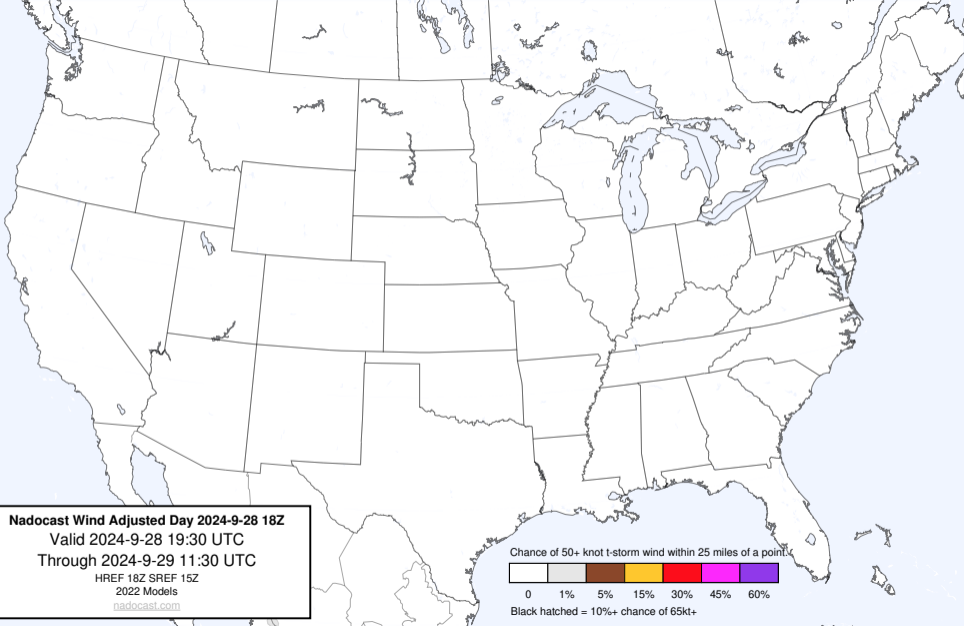 Nadocast Wind Adjusted Day 2024-9-28 18Z
Valid 2024-9-28 19:30 UTC
Through 2024-9-29 11:30 UTC
HREF 18Z SREF 15Z
2022 Models
nadocast.com
Chance of 50+ knot t-storm wind within 25 miles of a point.
0 1% 5% 15% 30% 45% 60%
Black hatched = 10%+ chance of 65kt+